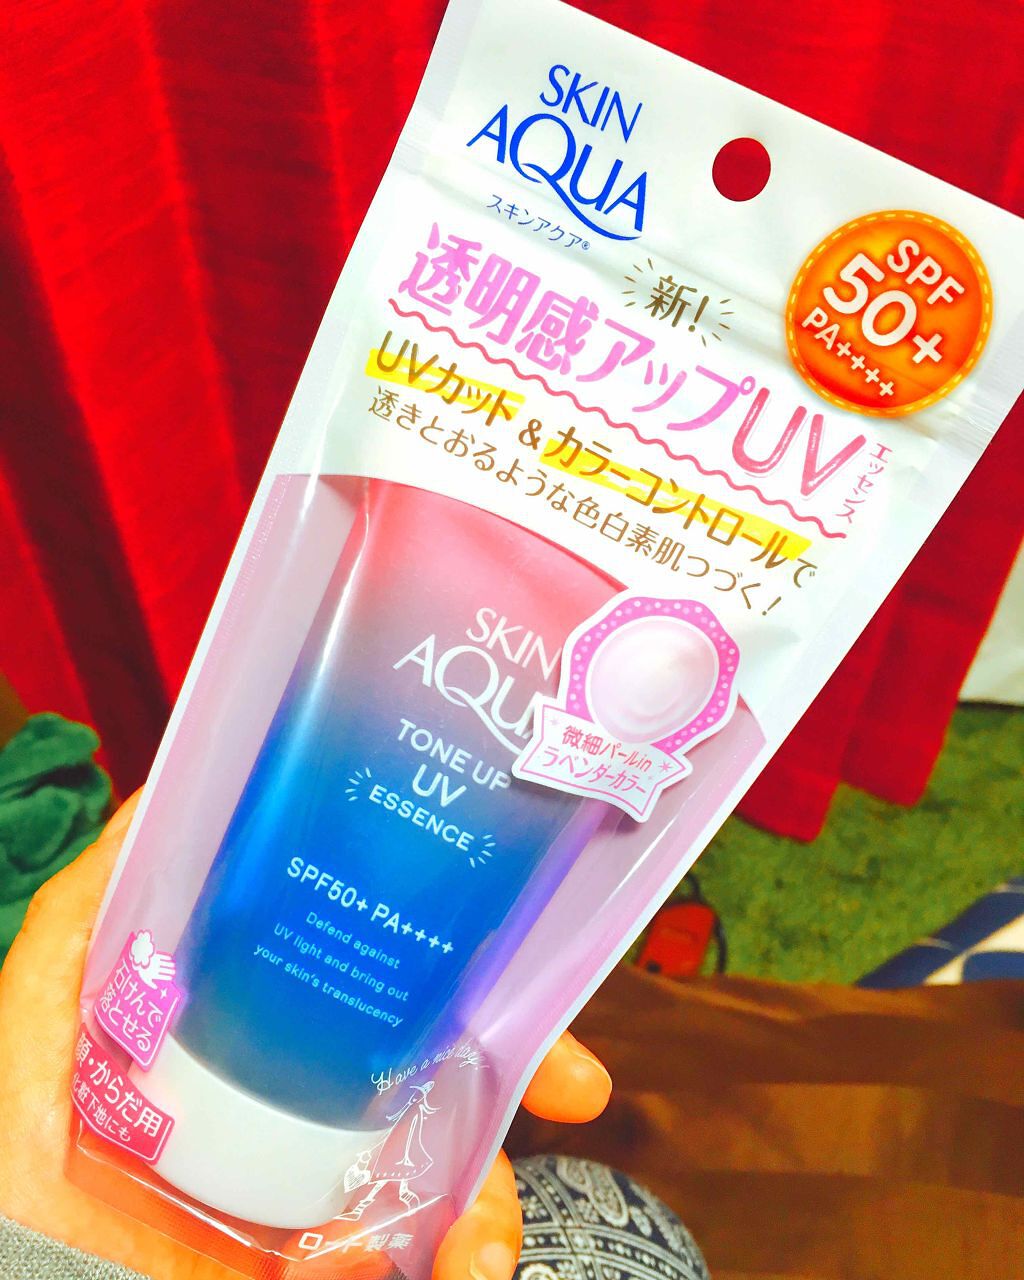 SKIN
AQUA
スキンアクア®
SPF
50+
PA++++
新!
透明感アップUV
エッセンス
UVカット&カラーコントロールで
透きとおるような色白素肌つづく!
SKIN
AQU
TONE UP
UV
ESSENCE
微細パールin
ラベンダーカラー
SPF50+ PA++++
Defend against
UV light and bring out
your skin's translucency
石けんで
落とせる
顔・からだ用
化粧下地にも
Have a nice day
ロート製薬